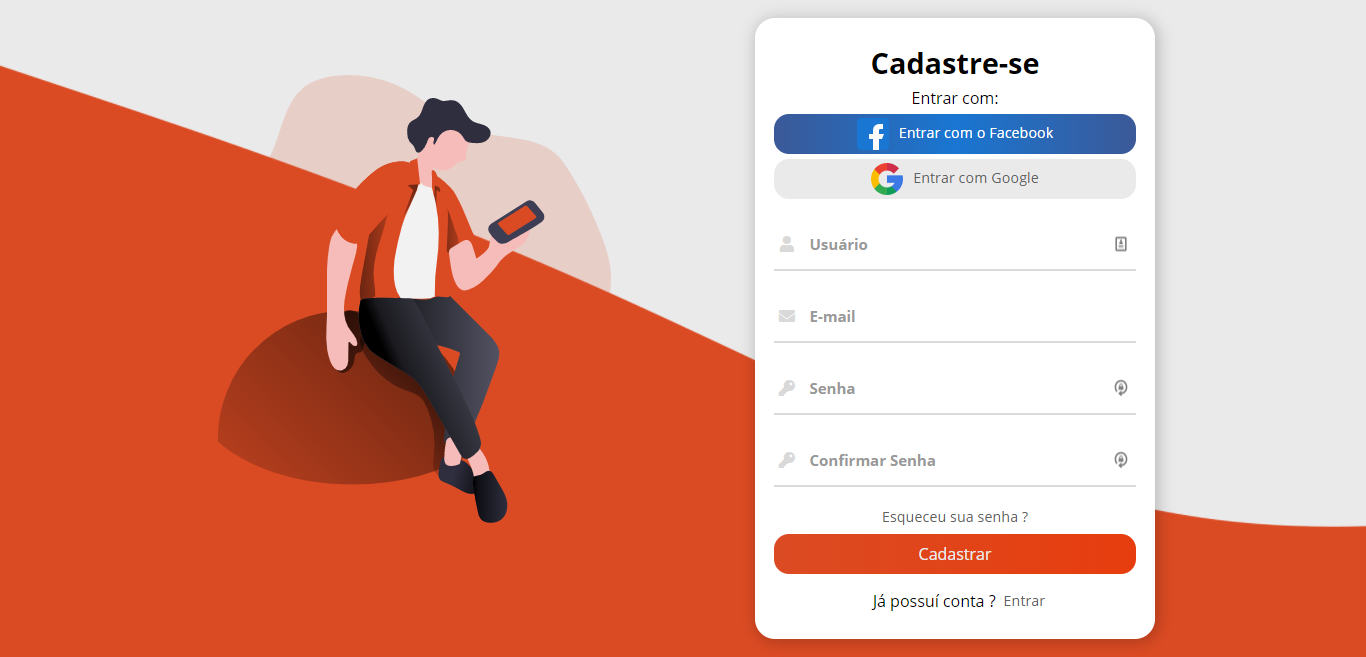 Cadastre-se
Entrar com:
Entrar com o Facebook
Entrar com Google
Usuário
E-mail
Senha
Confirmar Senha
Esqueceu sua senha ?
Cadastrar
Já possuí conta ? Entrar